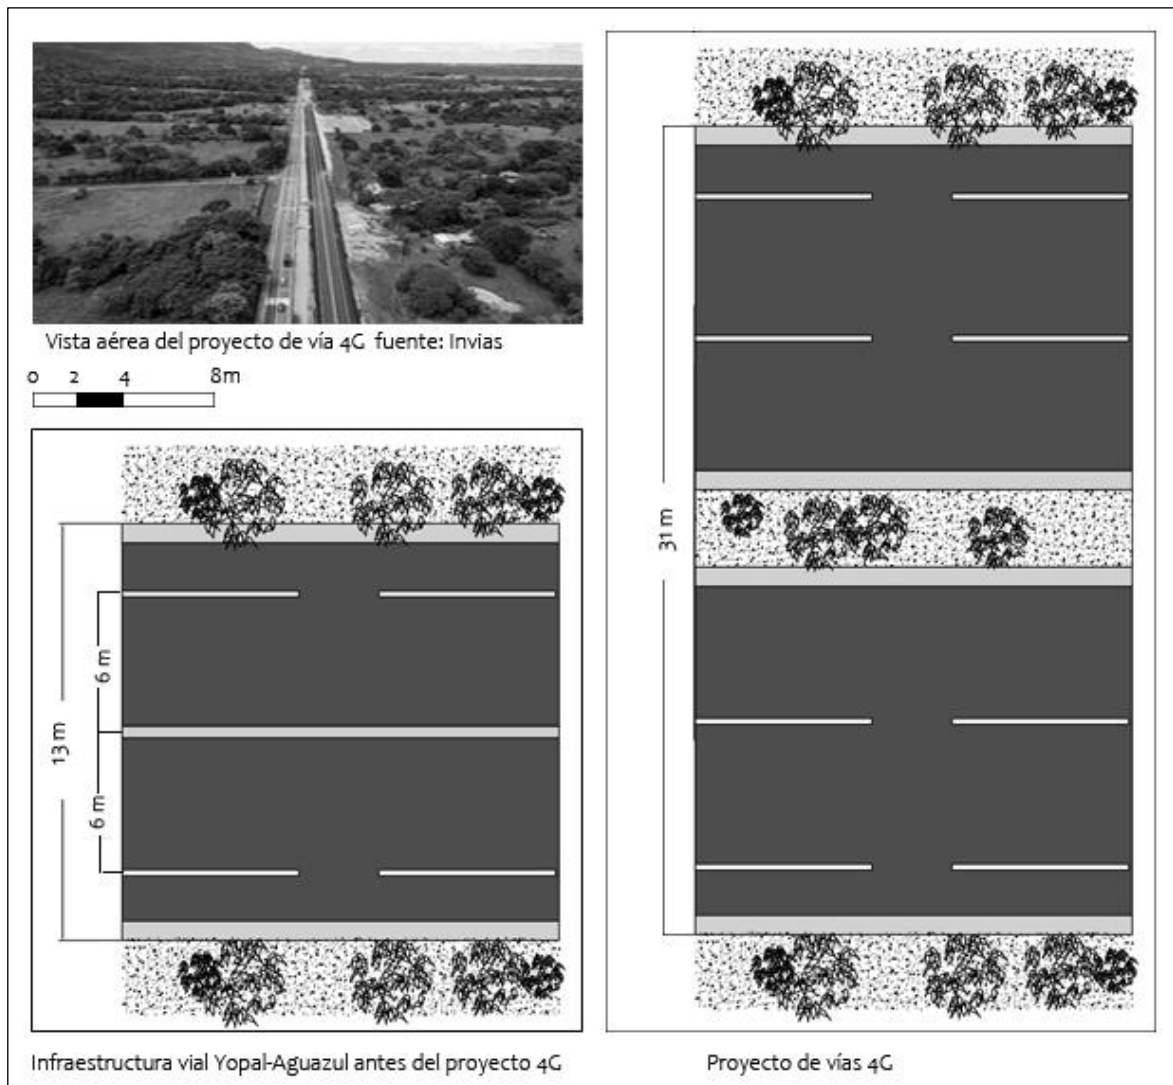 Vista aérea del proyecto de vía 4G fuente: Invias
0 2 4 8m
13 m
6 m
6 m
Infraestructura vial Yopal-Aguazul antes del proyecto 4G
31 m
Proyecto de vías 4G